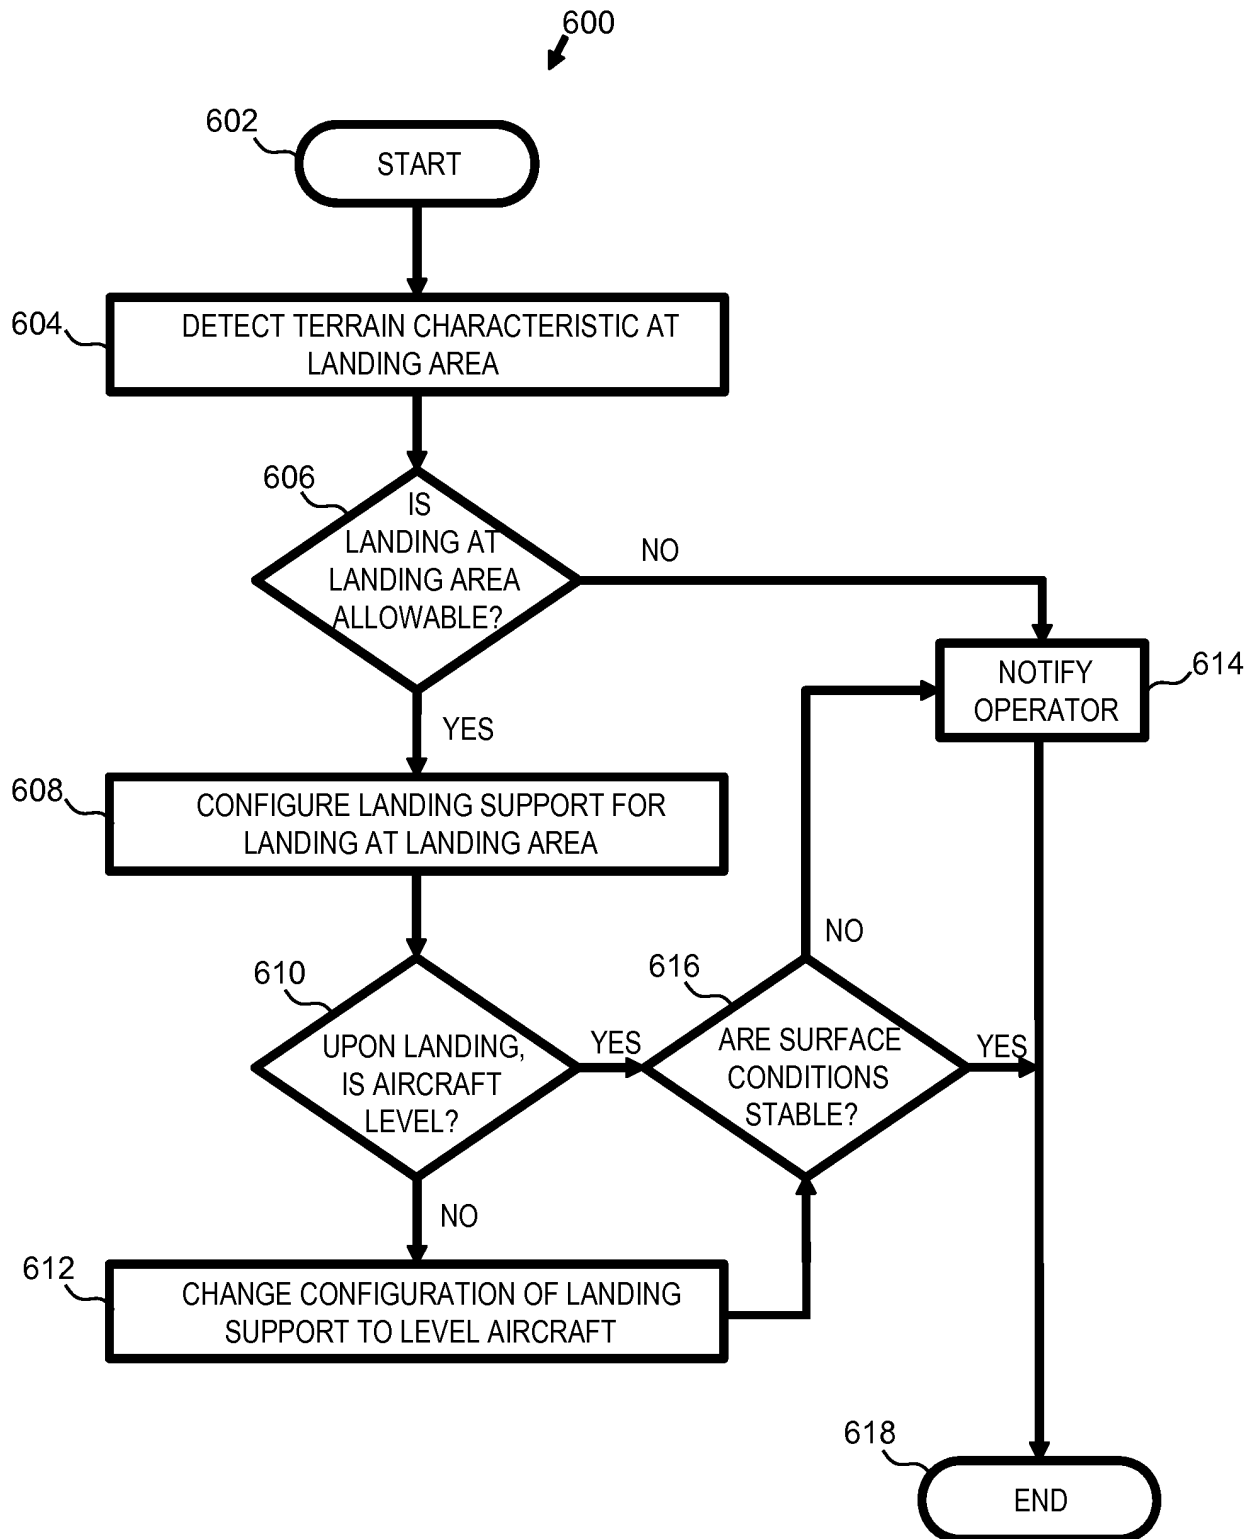 600
602
START
604
DETECT TERRAIN CHARACTERISTIC AT
LANDING AREA
606
IS
LANDING AT
LANDING AREA
ALLOWABLE?
NO
YES
NOTIFY
OPERATOR
614
608
CONFIGURE LANDING SUPPORT FOR
LANDING AT LANDING AREA
610
UPON LANDING,
IS AIRCRAFT
LEVEL?
YES
NO
616
ARE SURFACE
CONDITIONS
STABLE?
NO
YES
612
CHANGE CONFIGURATION OF LANDING
SUPPORT TO LEVEL AIRCRAFT
618
END